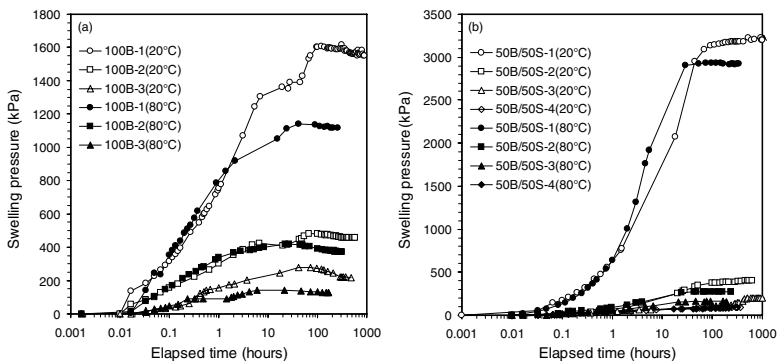 (a)
Swelling pressure (kPa)
1800
1600
1400
1200
1000
800
600
400
200
0
100B-1(20°C)
100B-2(20°C)
100B-3(20°C)
100B-1(80°C)
100B-2(80°C)
100B-3(80°C)
0.001 0.01 0.1 1 10 100 1000
Elapsed time (hours)
(b)
Swelling pressure (kPa)
3500
3000
2500
2000
1500
1000
500
0
50B/50S-1(20°C)
50B/50S-2(20°C)
50B/50S-3(20°C)
50B/50S-4(20°C)
50B/50S-1(80°C)
50B/50S-2(80°C)
50B/50S-3(80°C)
50B/50S-4(80°C)
0.001 0.01 0.1 1 10 100 1000
Elapsed time (hours)